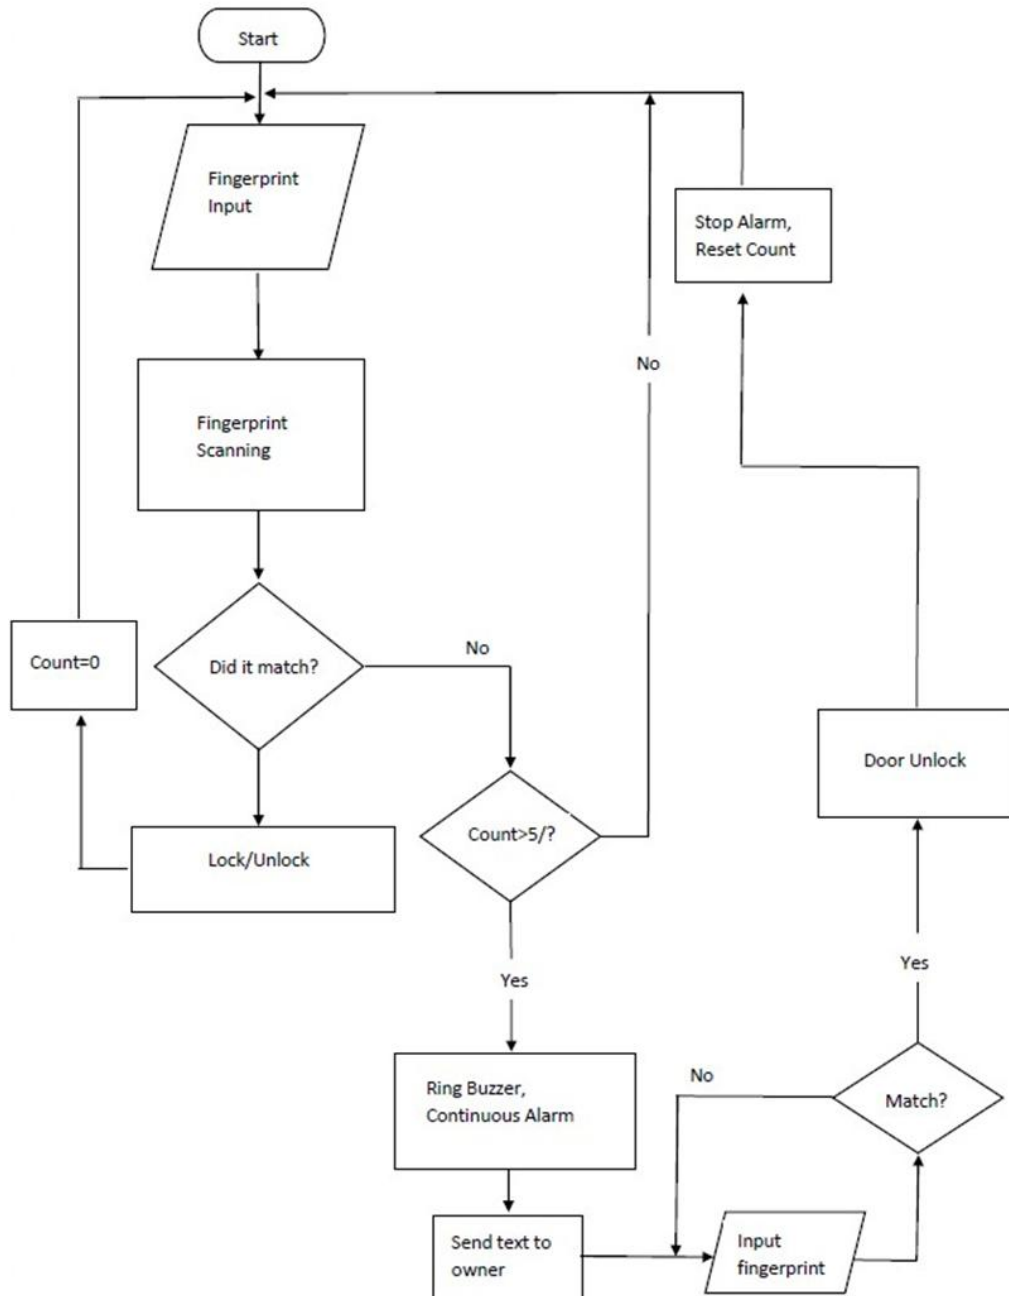 Start
Fingerprint
Input
Stop Alarm,
Reset Count
No
Fingerprint
Scanning
Count=0
Did it match?
No
Door Unlock
Count>5/?
Lock/Unlock
Yes
Yes
Ring Buzzer,
Continuous Alarm
No
Match?
Send text to
owner
Input
fingerprint